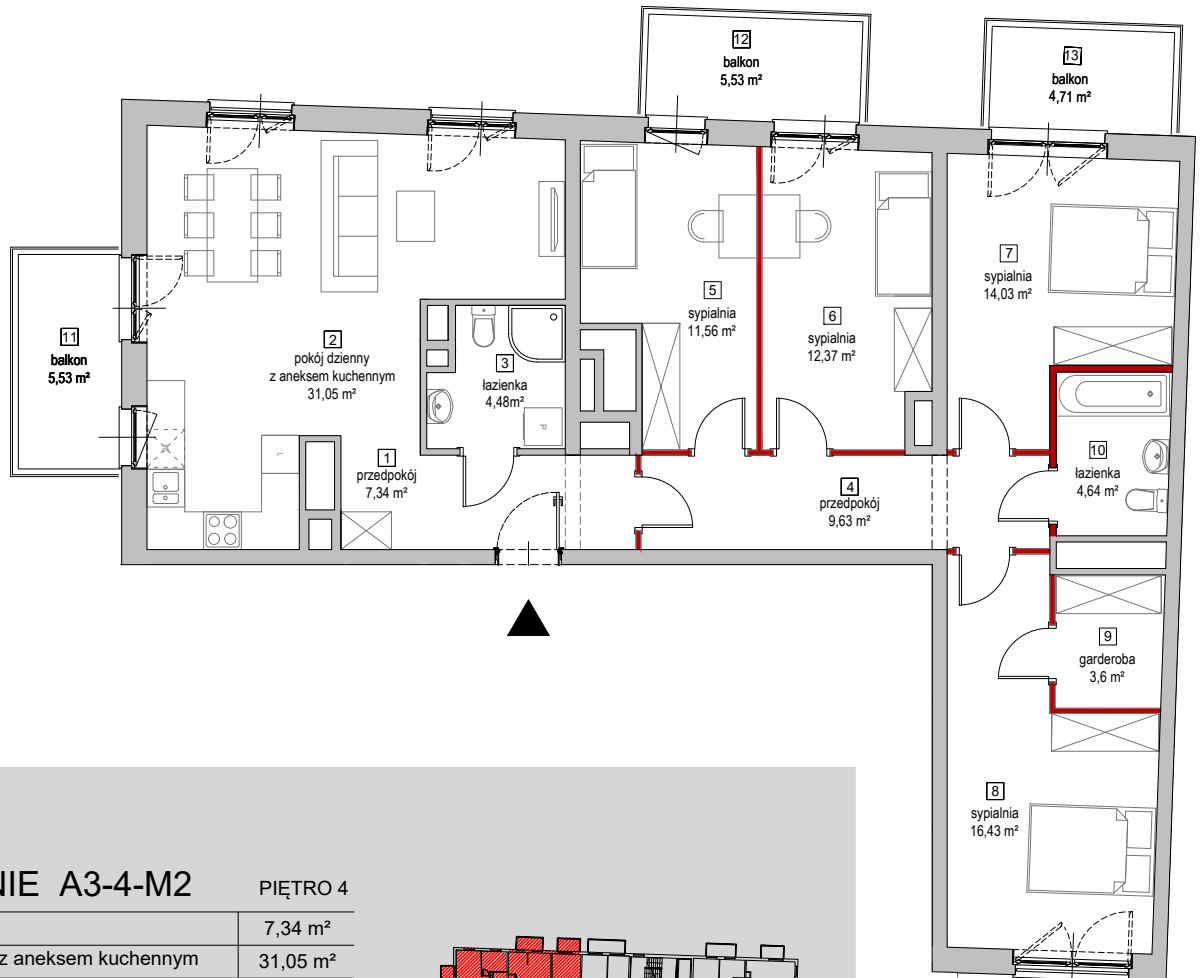 12
balkon
5,53 m²
13
balkon
4,71 m²
11
balkon
5,53 m²
2
pokój dzienny
z aneksem kuchennym
31,05 m²
3
łazienka
4,48m²
5
sypialnia
11,56 m²
6
sypialnia
12,37 m²
7
sypialnia
14,03 m²
1
przedpokój
7,34 m²
4
przedpokój
9,63 m²
10
łazienka
4,64 m²
9
garderoba
3,6 m²
8
sypialnia
16,43 m²
L
P
NIE A3-4-M2 PIĘTRO 4
7,34 m²
z aneksem kuchennym 31,05 m²